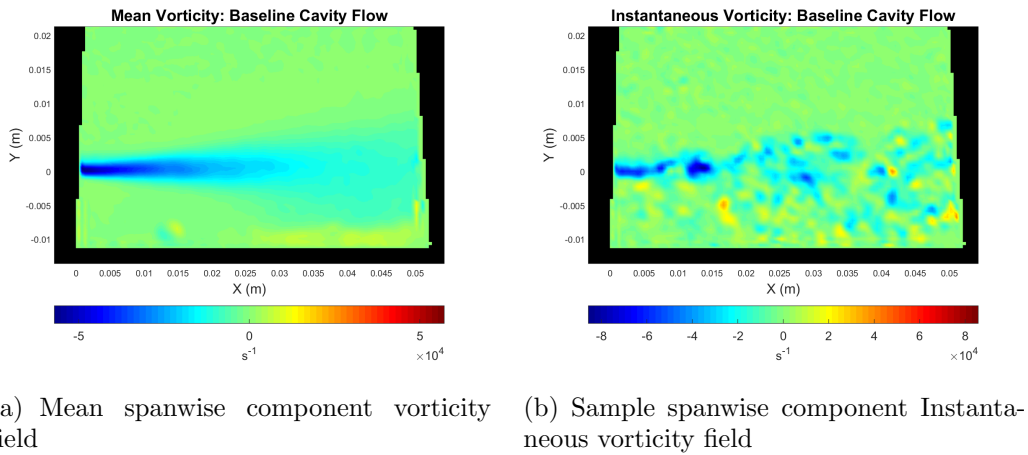 Mean Vorticity: Baseline Cavity Flow
0.02
0.015
0.01
0.005
0
-0.005
-0.01
Y (m)
0 0.005 0.01 0.015 0.02 0.025 0.03 0.035 0.04 0.045 0.05
X (m)
-5 0 5
s-1
×10^4
a) Mean spanwise component vorticity
ield
Instantaneous Vorticity: Baseline Cavity Flow
0.02
0.015
0.01
0.005
0
-0.005
-0.01
Y (m)
0 0.005 0.01 0.015 0.02 0.025 0.03 0.035 0.04 0.045 0.05
X (m)
-8 -6 -4 -2 0 2 4 6 8
s-1
×10^4
(b) Sample spanwise component Instanta-
neous vorticity field